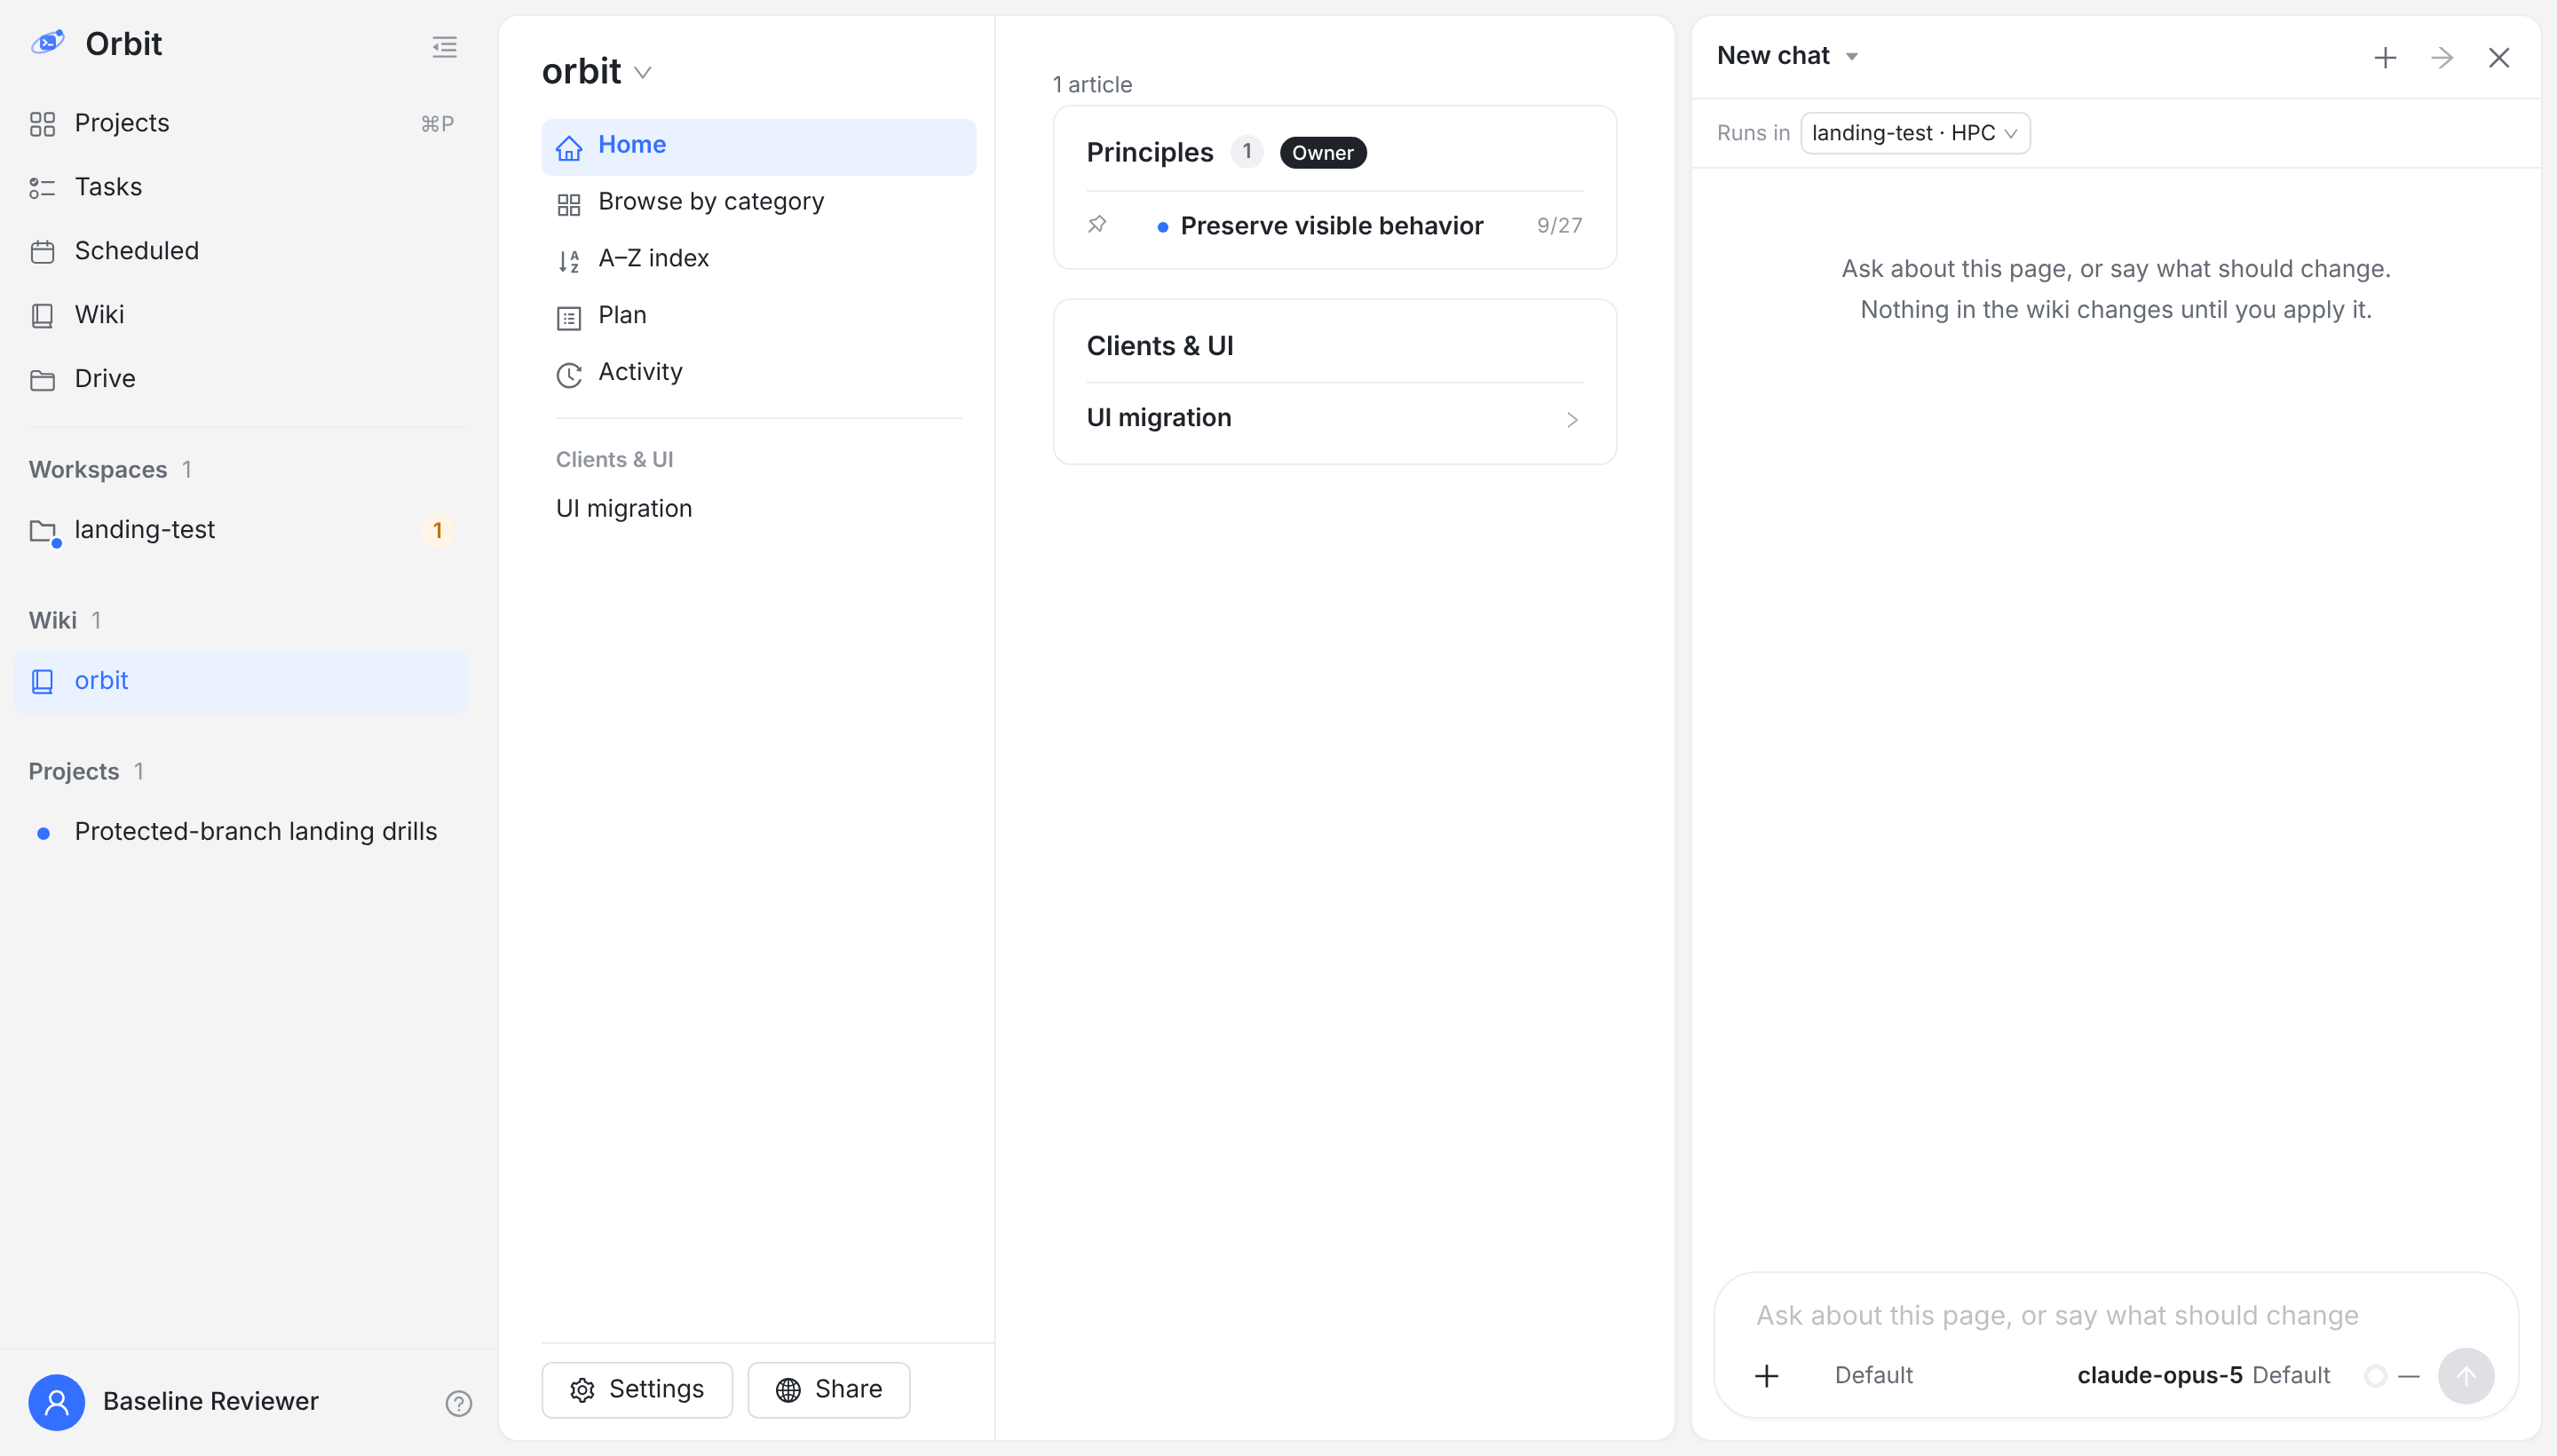 Orbit
Projects
⌘P
Tasks
Scheduled
Wiki
Drive
Workspaces 1
landing-test
1
Wiki 1
orbit
Projects 1
Protected-branch landing drills
Baseline Reviewer
orbit
Home
Browse by category
A–Z index
Plan
Activity
Clients & UI
UI migration
Settings
Share
1 article
Principles 1 Owner
Preserve visible behavior 9/27
Clients & UI
UI migration
New chat
Runs in landing-test · HPC
Ask about this page, or say what should change.
Nothing in the wiki changes until you apply it.
Ask about this page, or say what should change
Default
claude-opus-5 Default